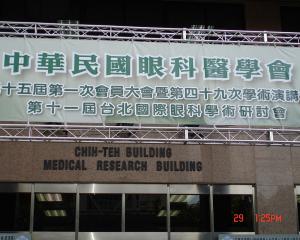 中華民國眼科醫學會
十五屆第一次會員大會暨第四十九次學術演講
第十一屆台北國際眼科學術研討會
CHIH-TEH BUILDING
MEDICAL RESEARCH BUILDING
29 1:25PM